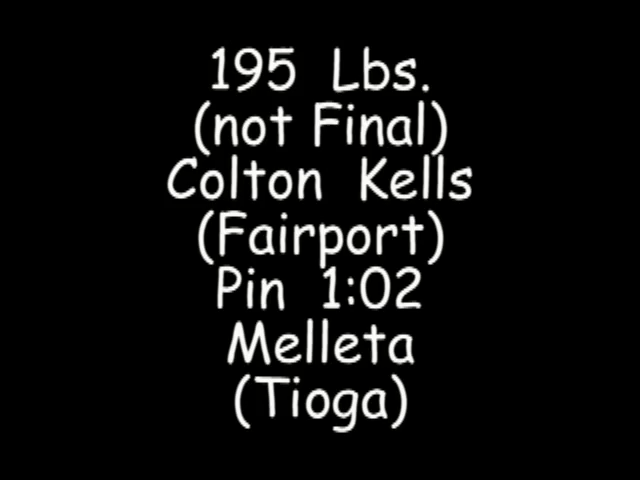 195 Lbs.
(not Final)
Colton Kells
(Fairport)
Pin 1:02
Melleta
(Tioga)